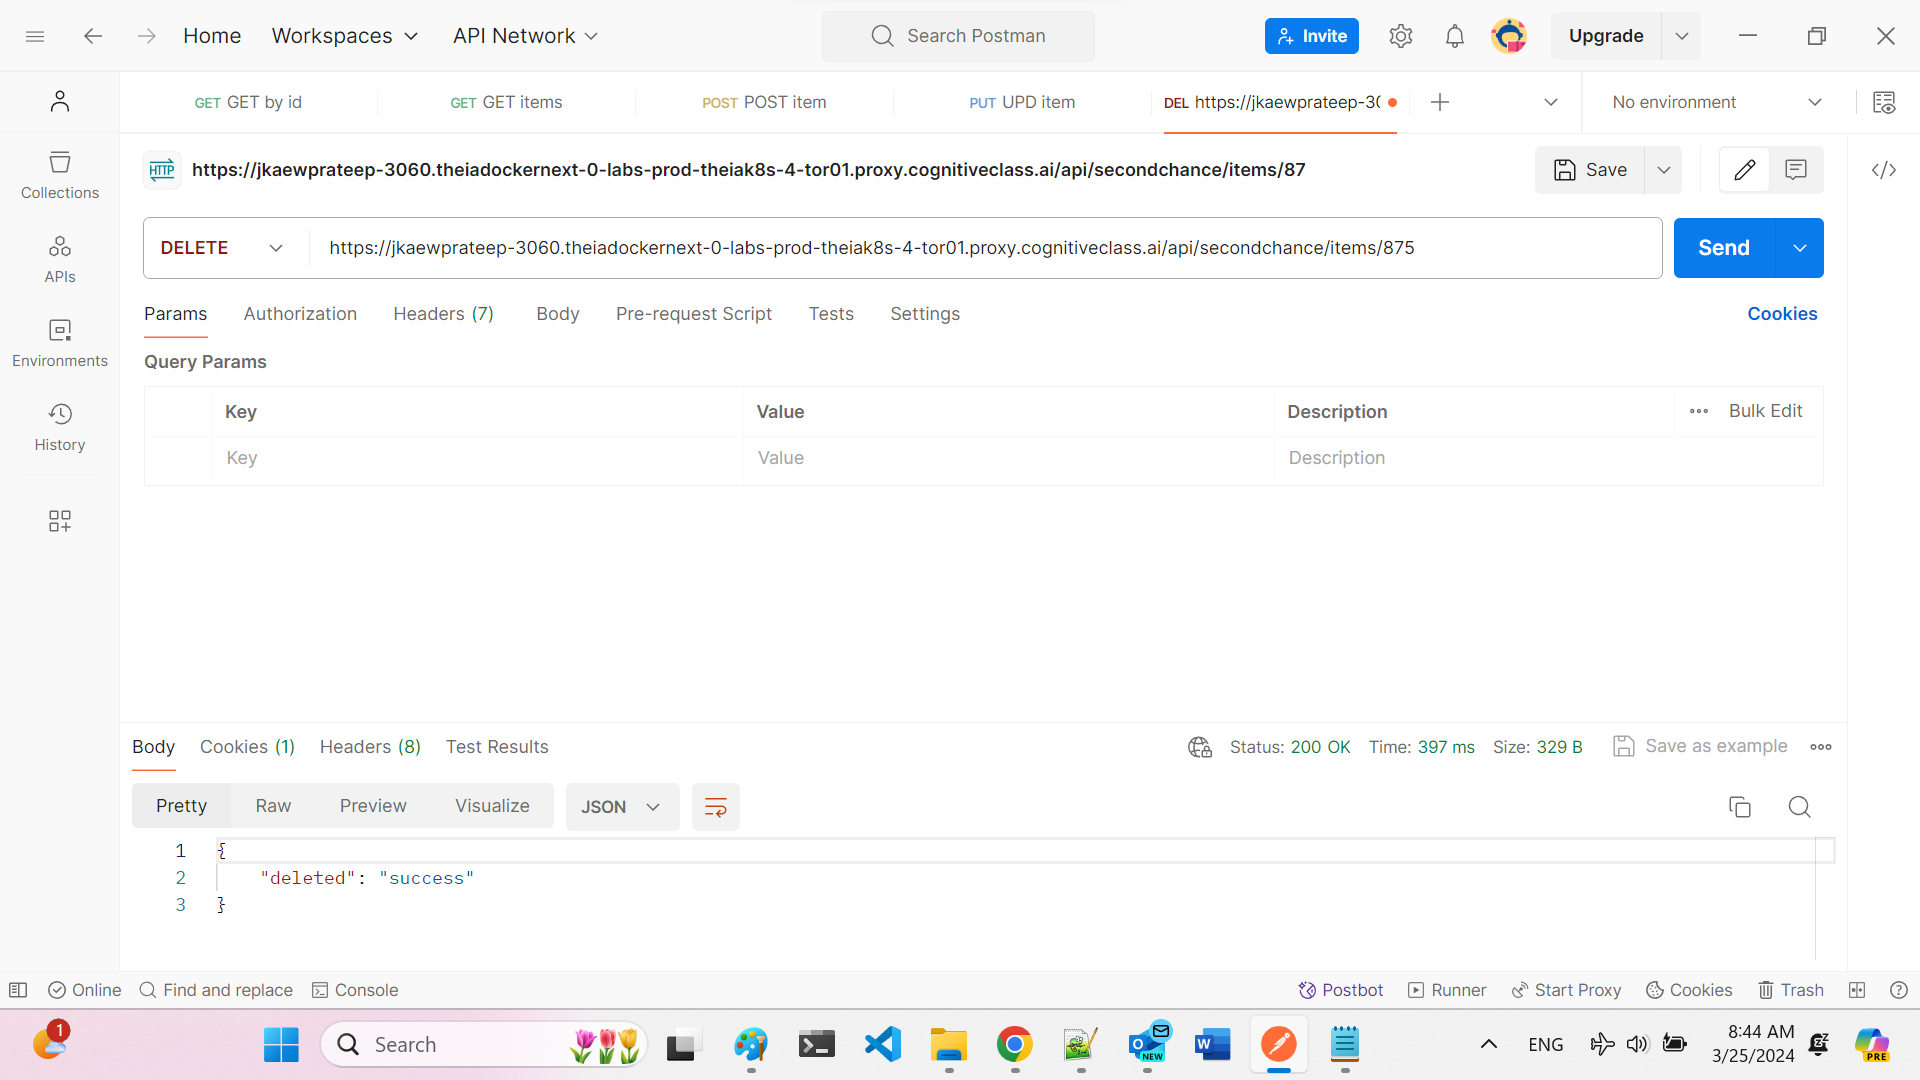 Home Workspaces API Network Search Postman Invite Upgrade
GET GET by id GET GET items POST POST item PUT UPD item DEL https://jkaewprateep-30 No environment
HTTP https://jkaewprateep-3060.theiadockernext-0-labs-prod-theiak8s-4-tor01.proxy.cognitiveclass.ai/api/secondchance/items/87 Save
Collections
APIs
Environments
History
DELETE https://jkaewprateep-3060.theiadockernext-0-labs-prod-theiak8s-4-tor01.proxy.cognitiveclass.ai/api/secondchance/items/875 Send
Params Authorization Headers (7) Body Pre-request Script Tests Settings Cookies
Query Params
Key Value Description Bulk Edit
Key Value Description
Body Cookies (1) Headers (8) Test Results Status: 200 OK Time: 397 ms Size: 329 B Save as example
Pretty Raw Preview Visualize JSON
1 {
2 "deleted": "success"
3 }
Online Find and replace Console Postbot Runner Start Proxy Cookies Trash
1 Search NEW ENG 8:44 AM PRE
3/25/2024